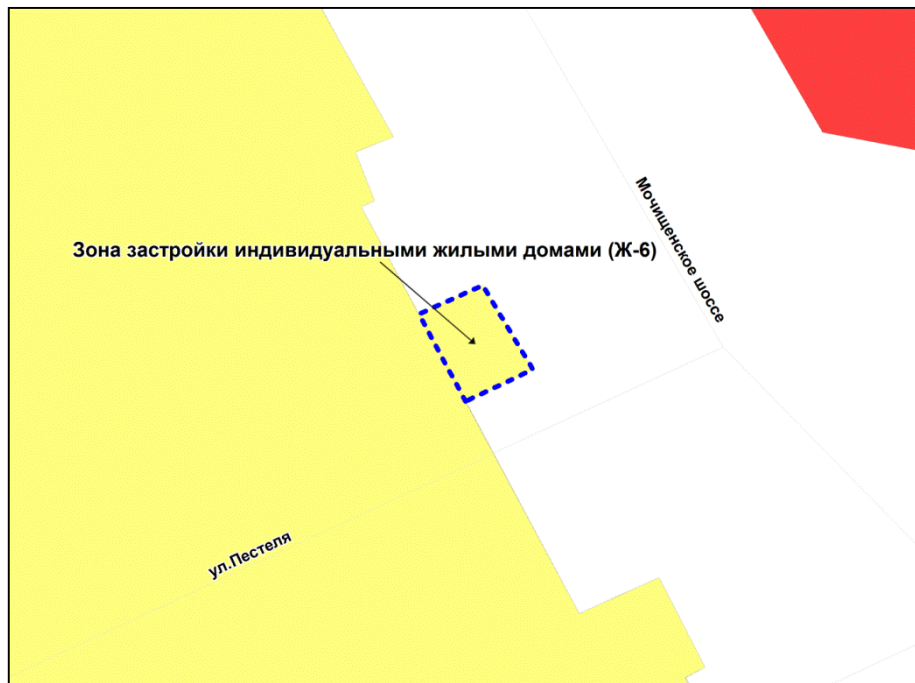 Зона застройки индивидуальными жилыми домами (Ж-6)
Мочищенское шоссе
ул.Пестеля